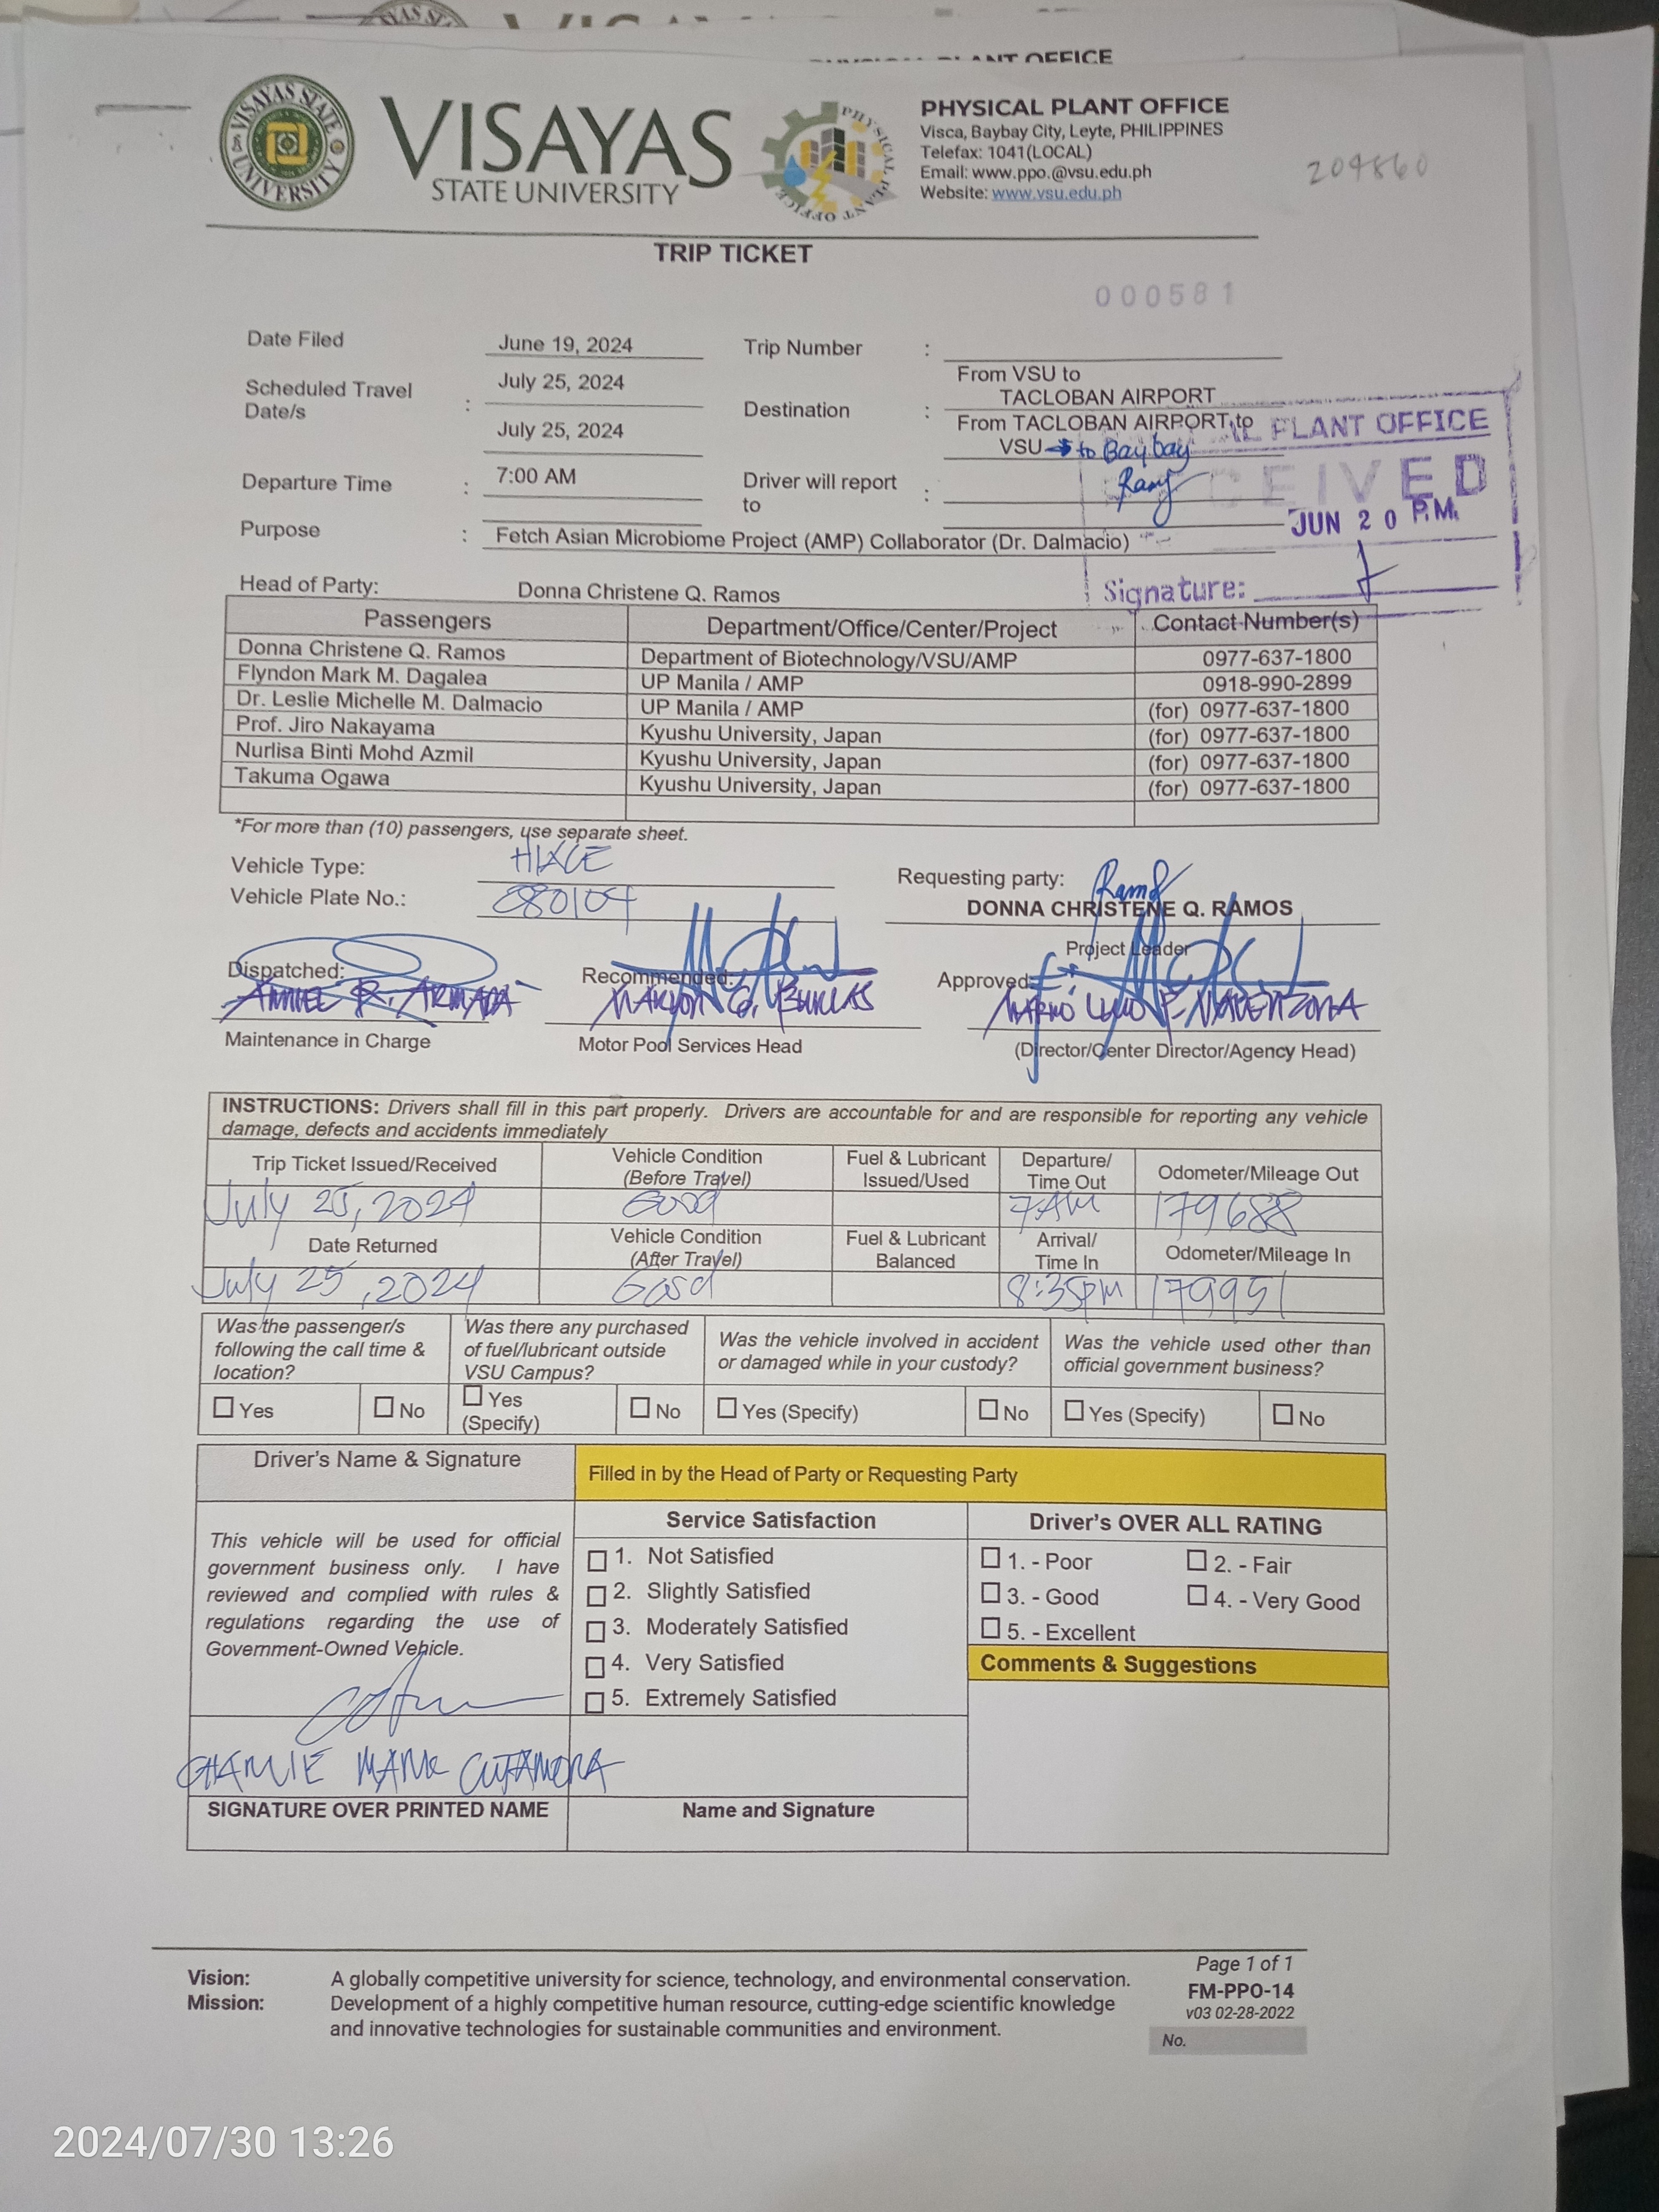 VISAYAS
STATE UNIVERSITY
VISAYAS STATE UNIVERSITY
PHYSICAL PLANT OFFICE
PHYSICAL PLANT OFFICE
Visca, Baybay City, Leyte, PHILIPPINES
Telefax: 1041(LOCAL)
Email: www.ppo.@vsu.edu.ph
Website: www.vsu.edu.ph
204860
TRIP TICKET
000581
Date Filed June 19, 2024 Trip Number :
Scheduled Travel Date/s : July 25, 2024 July 25, 2024
Destination : From VSU to TACLOBAN AIRPORT
From TACLOBAN AIRPORT to VSU → to Baybay
Departure Time : 7:00 AM Driver will report to :
PLANT OFFICE
RECEIVED
JUN 20 P.M.
Signature:
Purpose : Fetch Asian Microbiome Project (AMP) Collaborator (Dr. Dalmacio)
Head of Party: Donna Christene Q. Ramos
Passengers Department/Office/Center/Project Contact Number(s)
Donna Christene Q. Ramos Department of Biotechnology/VSU/AMP 0977-637-1800
Flyndon Mark M. Dagalea UP Manila / AMP 0918-990-2899
Dr. Leslie Michelle M. Dalmacio UP Manila / AMP (for) 0977-637-1800
Prof. Jiro Nakayama Kyushu University, Japan (for) 0977-637-1800
Nurlisa Binti Mohd Azmil Kyushu University, Japan (for) 0977-637-1800
Takuma Ogawa Kyushu University, Japan (for) 0977-637-1800
*For more than (10) passengers, use separate sheet.
Vehicle Type: HIACE
Vehicle Plate No.:
Requesting party:
DONNA CHRISTENE Q. RAMOS
Project Leader
Dispatched: Recommended: Approved:
Maintenance in Charge Motor Pool Services Head (Director/Center Director/Agency Head)
INSTRUCTIONS: Drivers shall fill in this part properly. Drivers are accountable for and are responsible for reporting any vehicle
damage, defects and accidents immediately
Trip Ticket Issued/Received Vehicle Condition (Before Travel) Fuel & Lubricant Issued/Used Departure/ Time Out Odometer/Mileage Out
July 25, 2024 Good 7AM 179688
Date Returned Vehicle Condition (After Travel) Fuel & Lubricant Balanced Arrival/ Time In Odometer/Mileage In
July 25, 2024 Good 8:35pm 179951
Was the passenger/s following the call time & location?
Was there any purchased of fuel/lubricant outside VSU Campus?
Was the vehicle involved in accident or damaged while in your custody?
Was the vehicle used other than official government business?
Yes No Yes (Specify) No Yes (Specify) No Yes (Specify) No
Driver's Name & Signature
Filled in by the Head of Party or Requesting Party
This vehicle will be used for official
government business only. I have
reviewed and complied with rules &
regulations regarding the use of
Government-Owned Vehicle.
Service Satisfaction
1. Not Satisfied
2. Slightly Satisfied
3. Moderately Satisfied
4. Very Satisfied
5. Extremely Satisfied
Driver's OVER ALL RATING
1. - Poor 2. - Fair
3. - Good 4. - Very Good
5. - Excellent
Comments & Suggestions
SIGNATURE OVER PRINTED NAME
Name and Signature
Vision: A globally competitive university for science, technology, and environmental conservation.
Mission: Development of a highly competitive human resource, cutting-edge scientific knowledge
and innovative technologies for sustainable communities and environment.
Page 1 of 1
FM-PPO-14
v03 02-28-2022
No.
2024/07/30 13:26